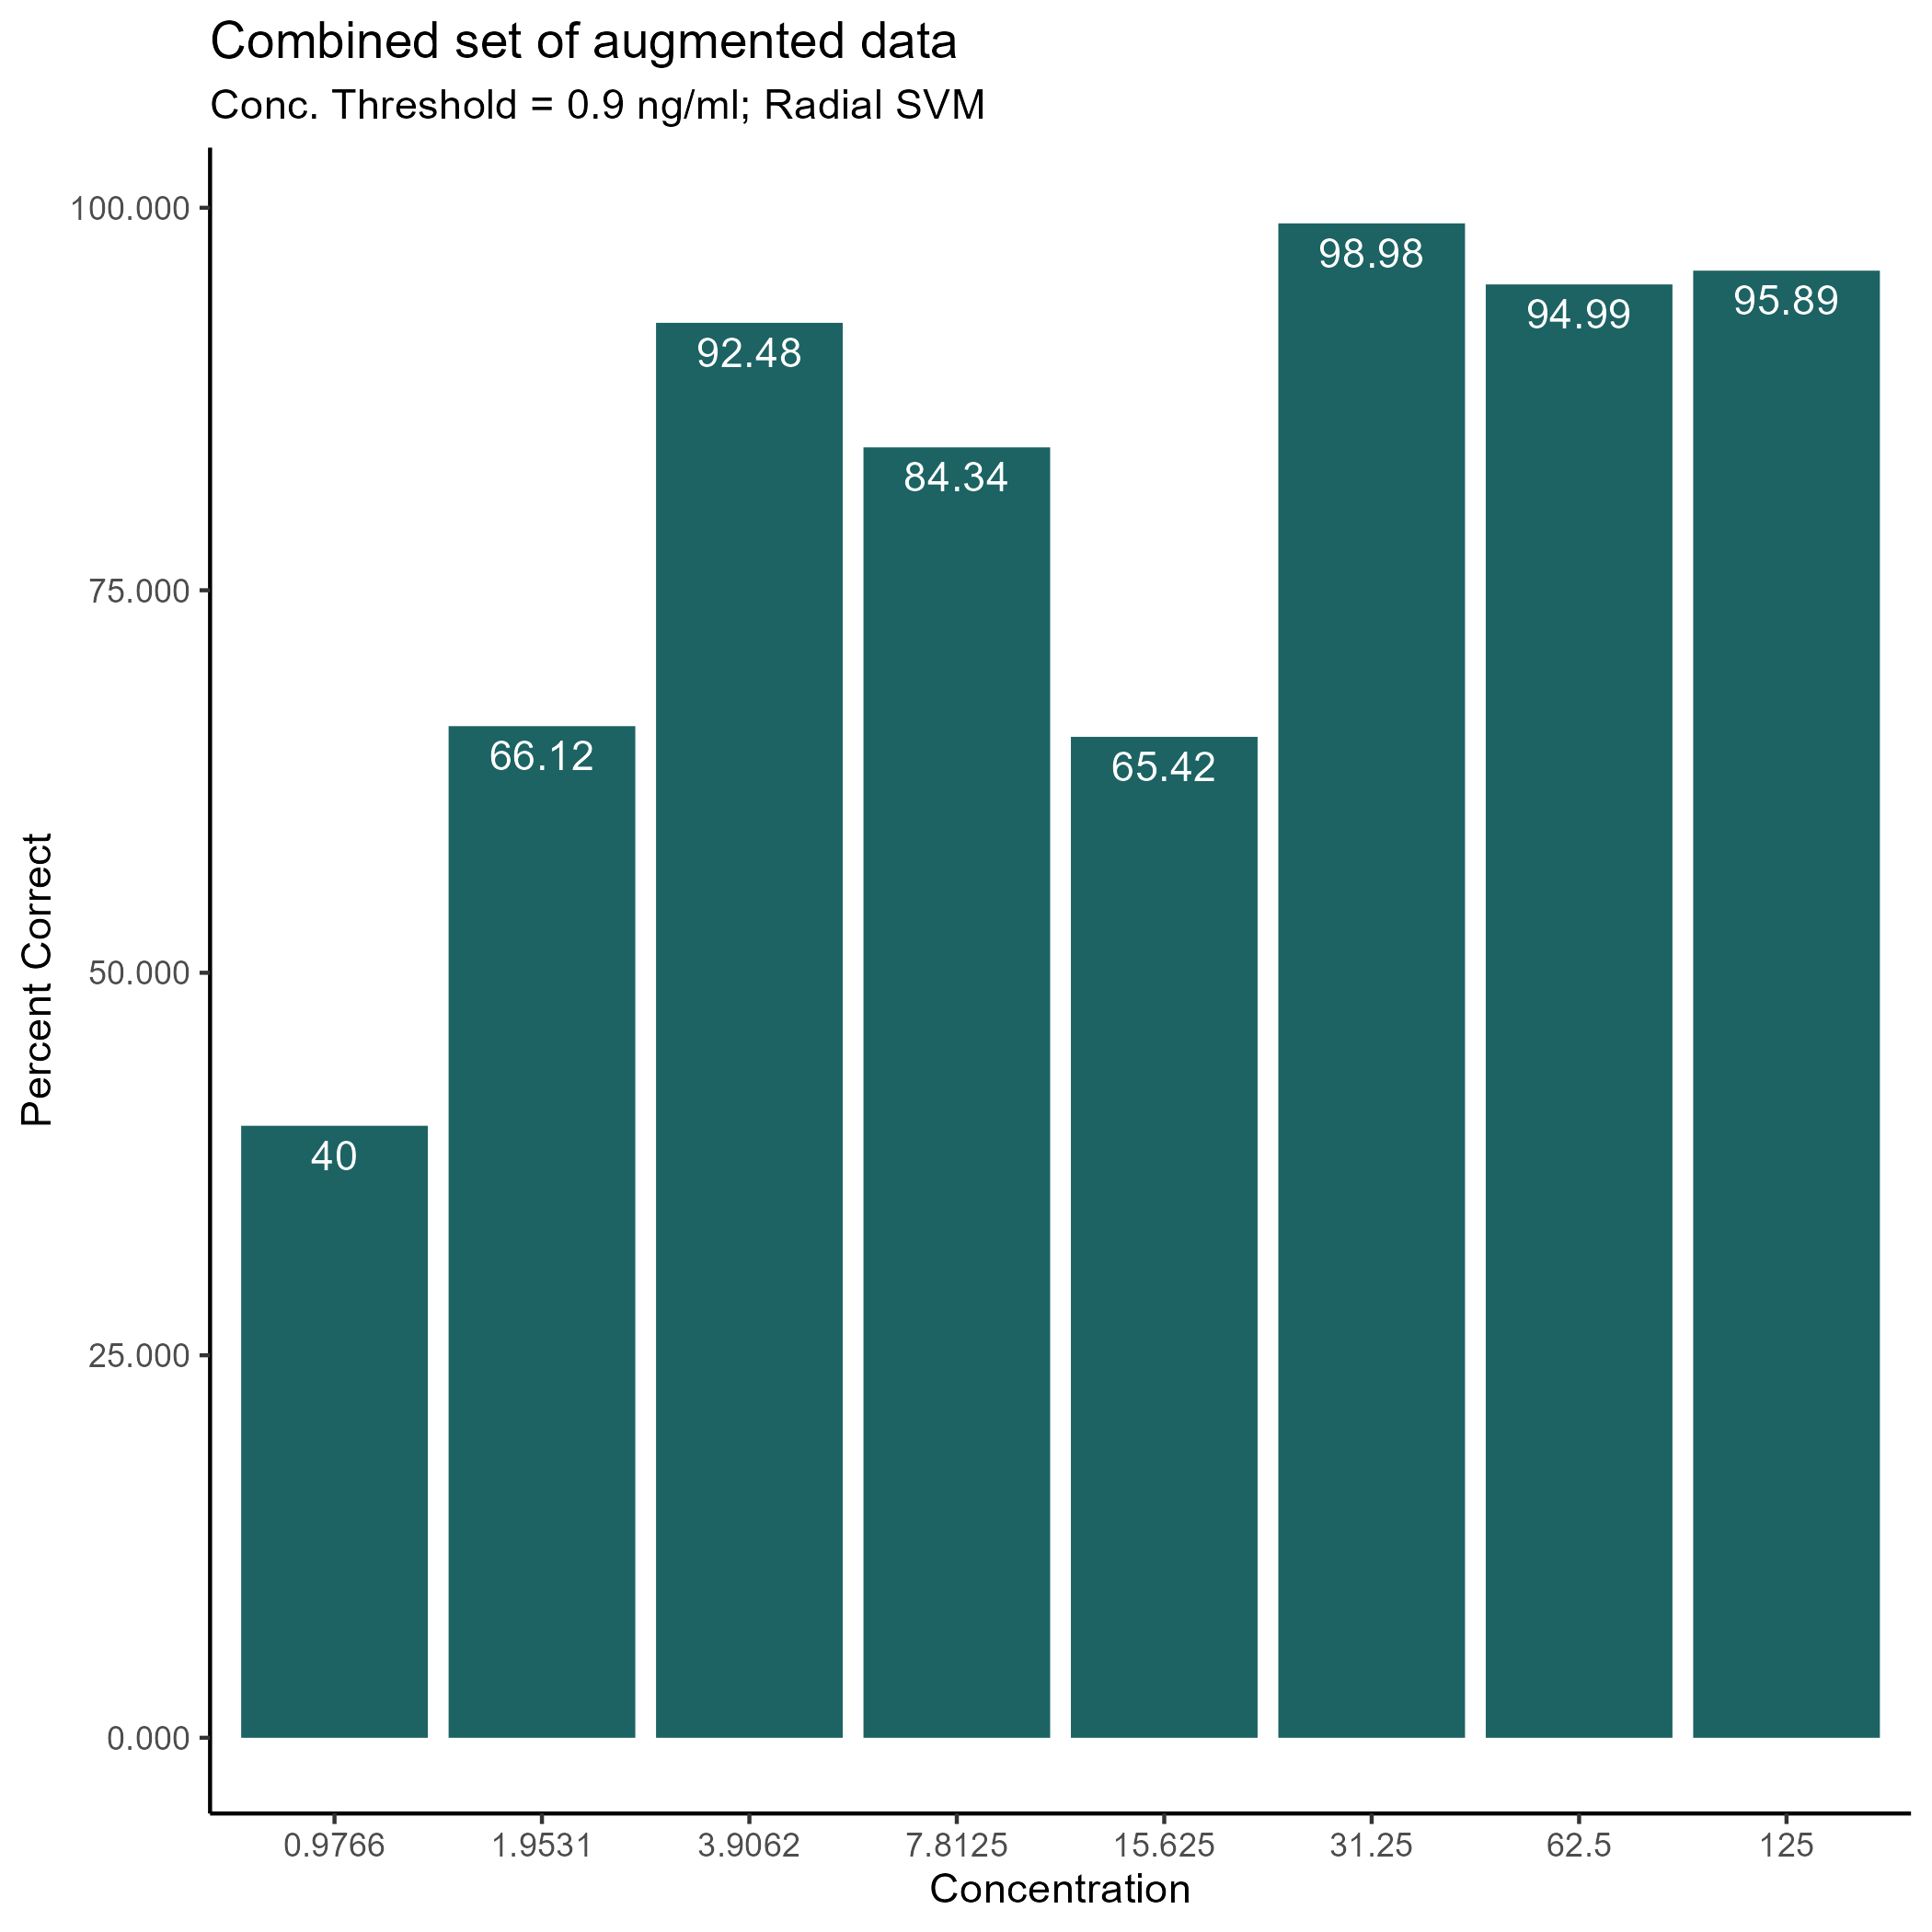 Combined set of augmented data
Conc. Threshold = 0.9 ng/ml; Radial SVM
Percent Correct
100.000
75.000
50.000
25.000
0.000
40
66.12
92.48
84.34
65.42
98.98
94.99
95.89
0.9766 1.9531 3.9062 7.8125 15.625 31.25 62.5 125
Concentration